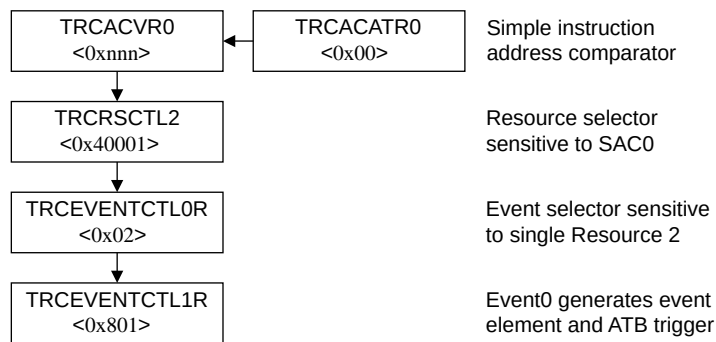 TRCACVR0
<0xnnn>
TRCACATR0
<0x00>
Simple instruction
address comparator
TRCRSCTL2
<0x40001>
Resource selector
sensitive to SAC0
TRCEVENTCTL0R
<0x02>
Event selector sensitive
to single Resource 2
TRCEVENTCTL1R
<0x801>
Event0 generates event
element and ATB trigger